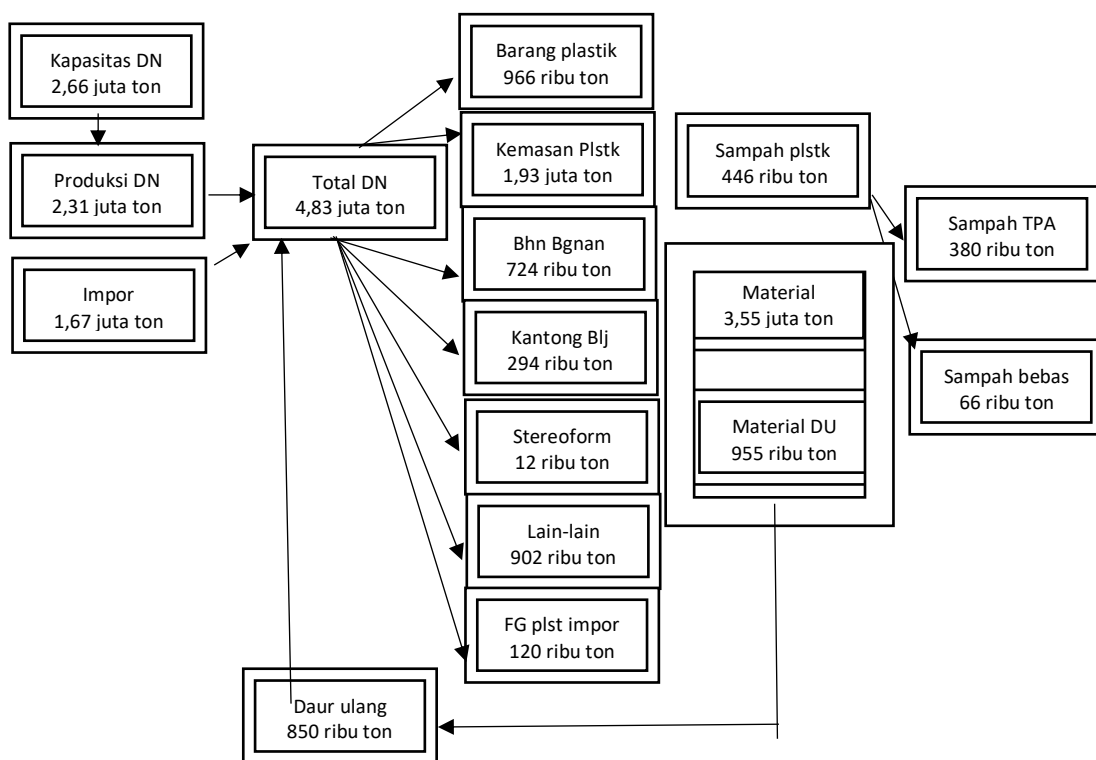 Kapasitas DN
2,66 juta ton
Produksi DN
2,31 juta ton
Impor
1,67 juta ton
Total DN
4,83 juta ton
Barang plastik
966 ribu ton
Kemasan Plstk
1,93 juta ton
Bhn Bgnan
724 ribu ton
Kantong Blj
294 ribu ton
Stereoform
12 ribu ton
Lain-lain
902 ribu ton
FG plst impor
120 ribu ton
Daur ulang
850 ribu ton
Sampah plstk
446 ribu ton
Material
3,55 juta ton
Material DU
955 ribu ton
Sampah TPA
380 ribu ton
Sampah bebas
66 ribu ton